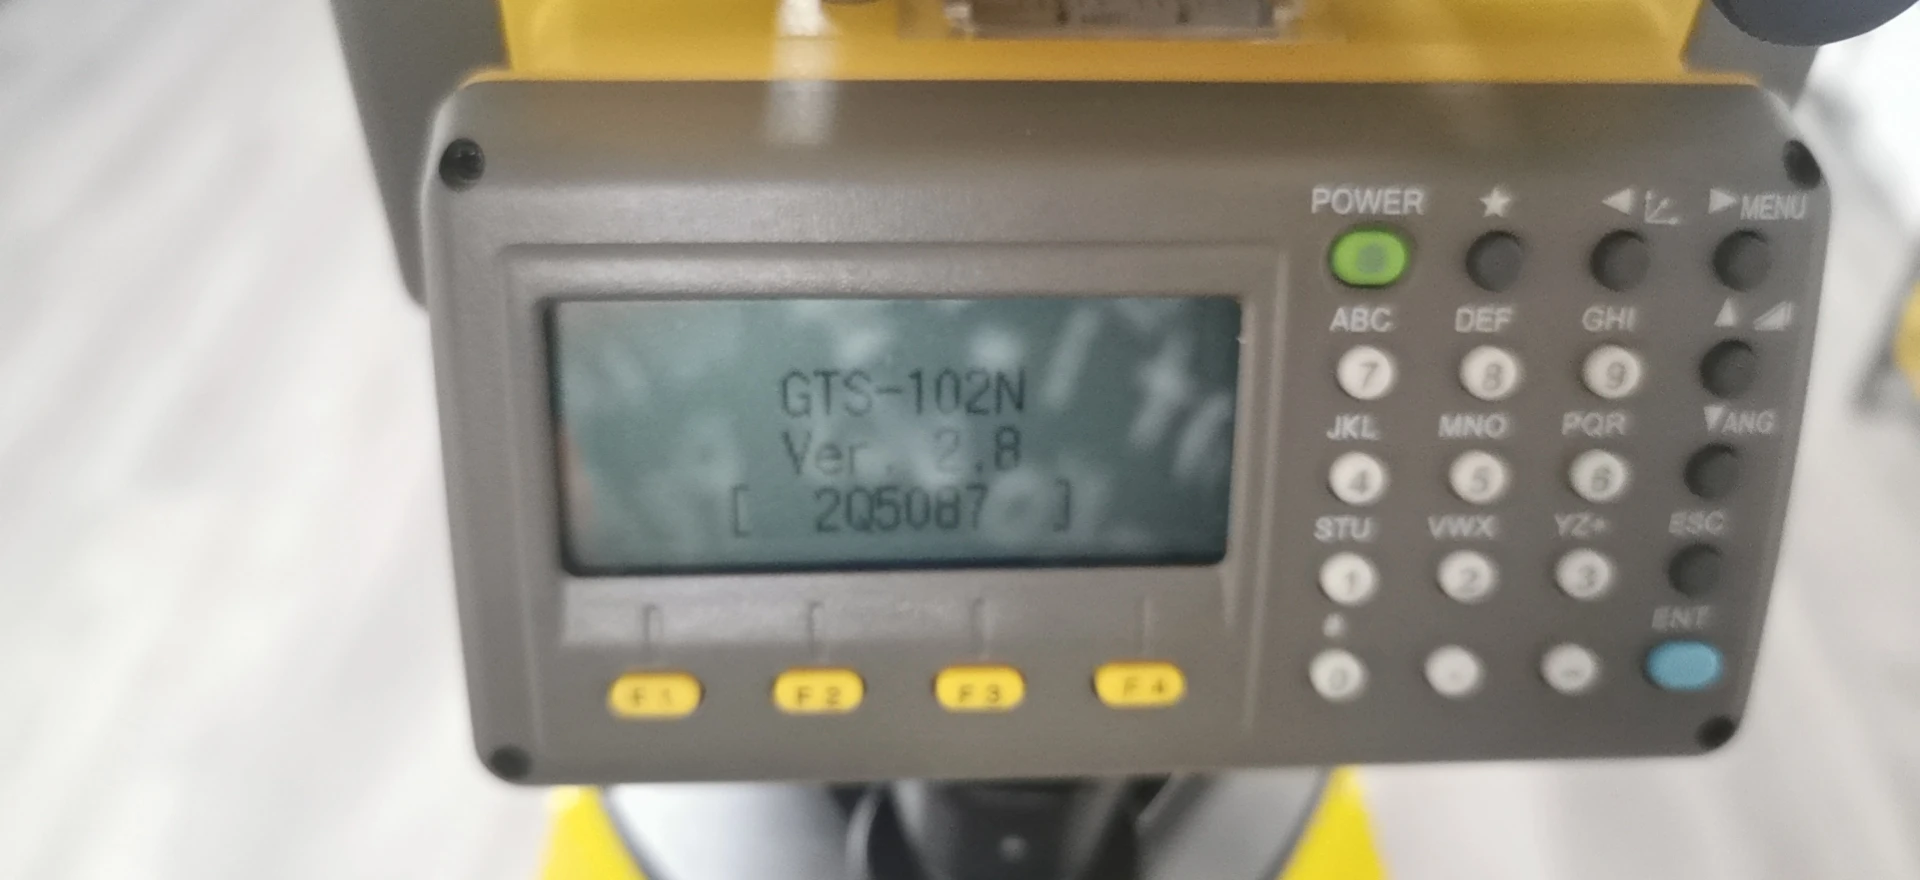 GTS-102N
Ver. 2.8
[ 2Q5087 ]
F1 F2 F3 F4
POWER ★ ◀ ▶ MENU
ABC DEF GHI ▲ ◢
7 8 9
JKL MNO PQR ▼ANG
4 5 6
STU VWX YZ+ ESC
1 2 3
ENT
0 . -